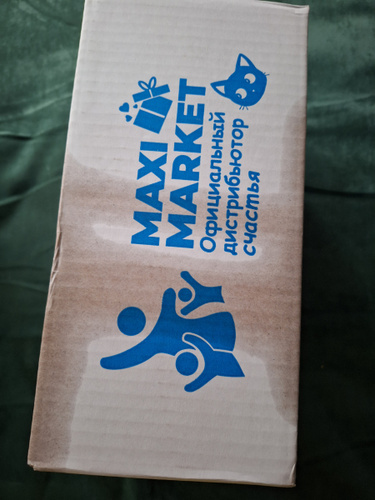 MAXI
MARKET
Официальный
дистрибьютор
счастья